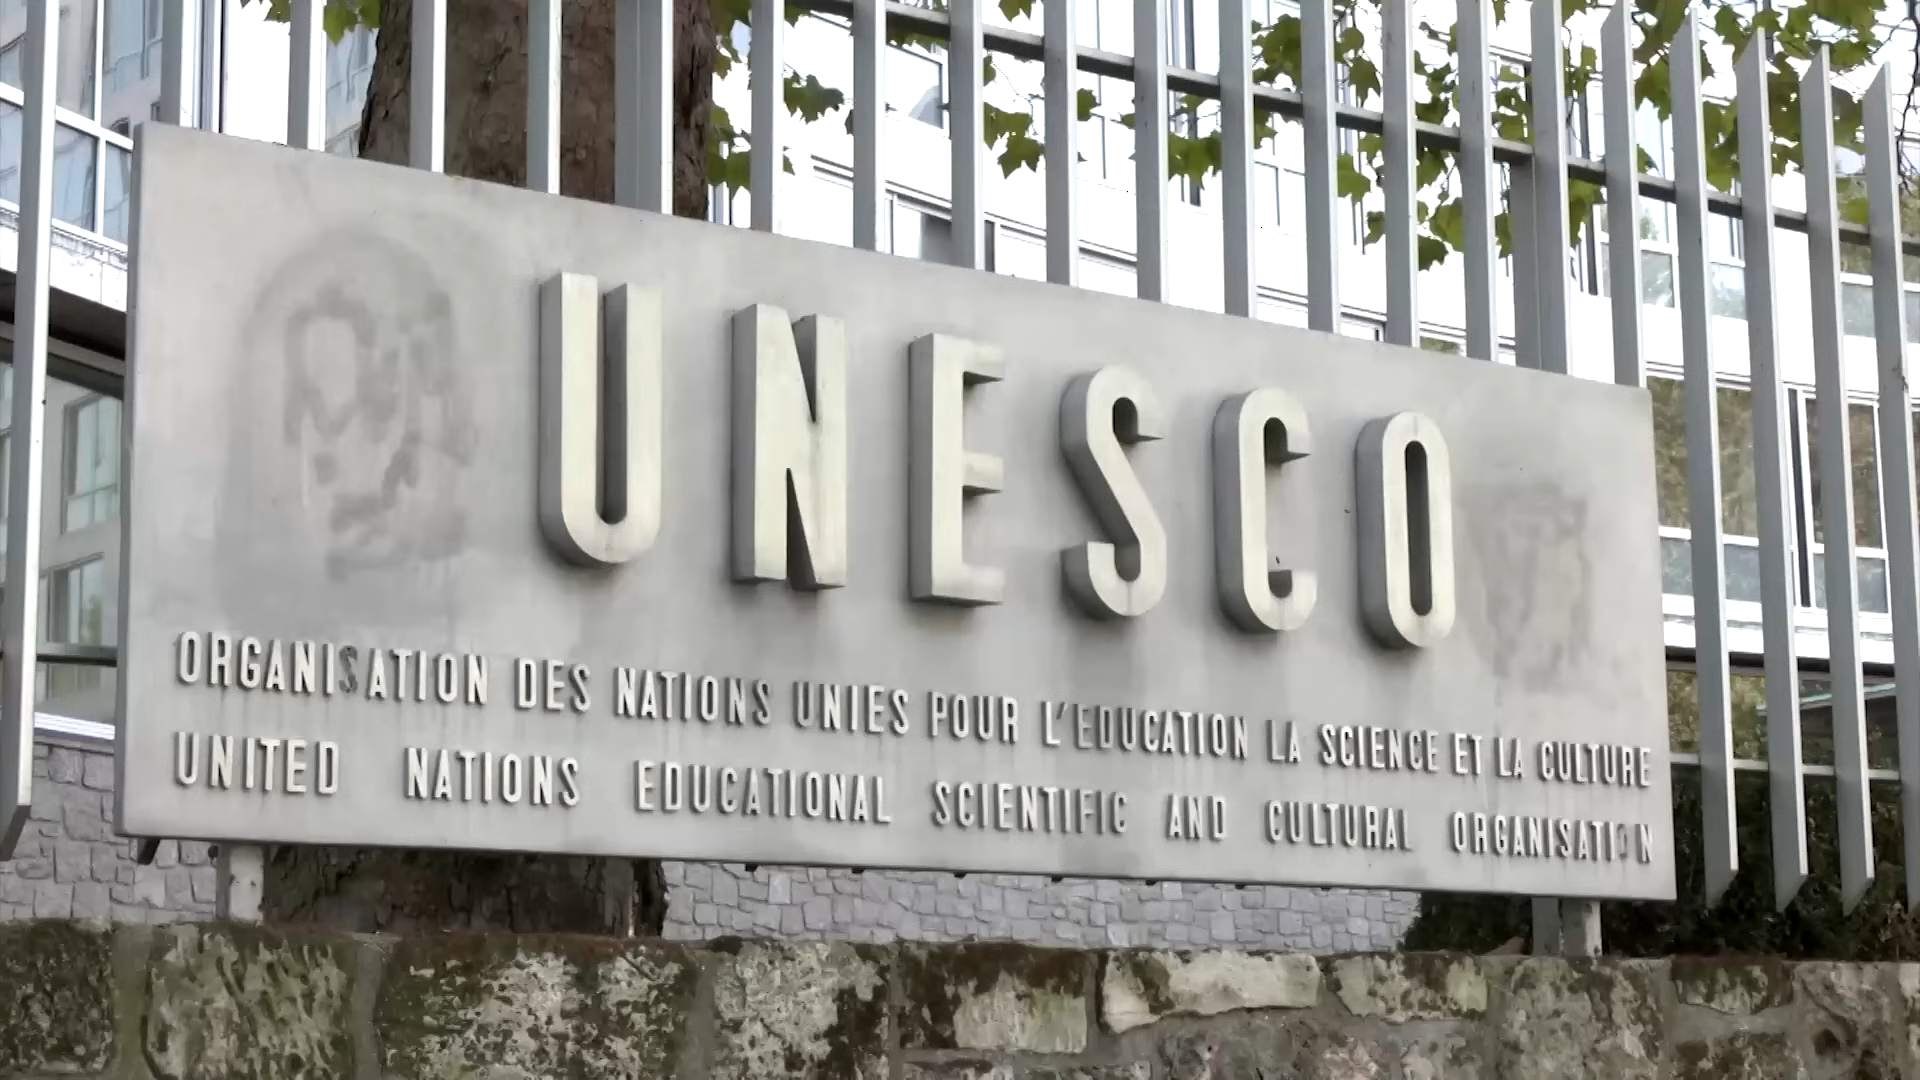 UNESCO
ORGANISATION DES NATIONS UNIES POUR L'EDUCATION LA SCIENCE ET LA CULTURE
UNITED NATIONS EDUCATIONAL SCIENTIFIC AND CULTURAL ORGANISATION